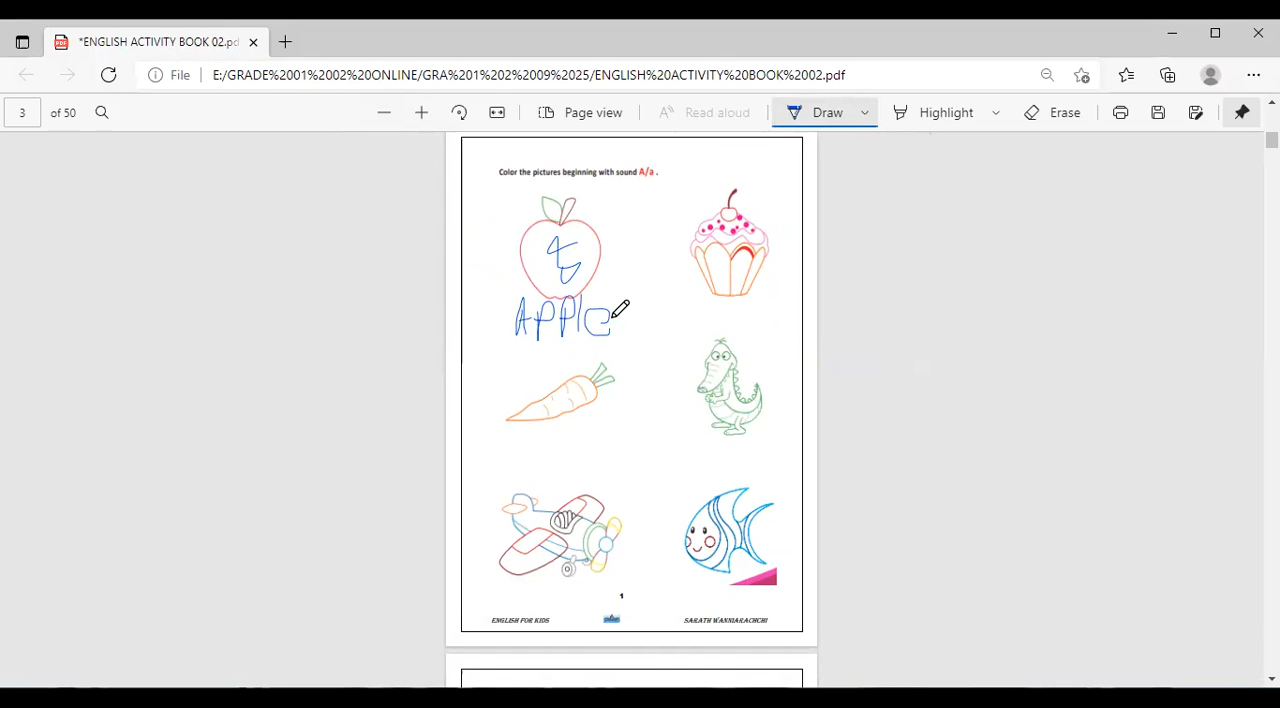 *ENGLISH ACTIVITY BOOK 02.pd
File E:/GRADE%2001%2002%20ONLINE/GRA%201%202%2009%2025/ENGLISH%20ACTIVITY%20BOOK%2002.pdf
3 of 50 Page view Read aloud Draw Highlight Erase
Color the pictures beginning with sound A/a .
APPle
1
ENGLISH FOR KIDS SARATH WANNIARACHCHI